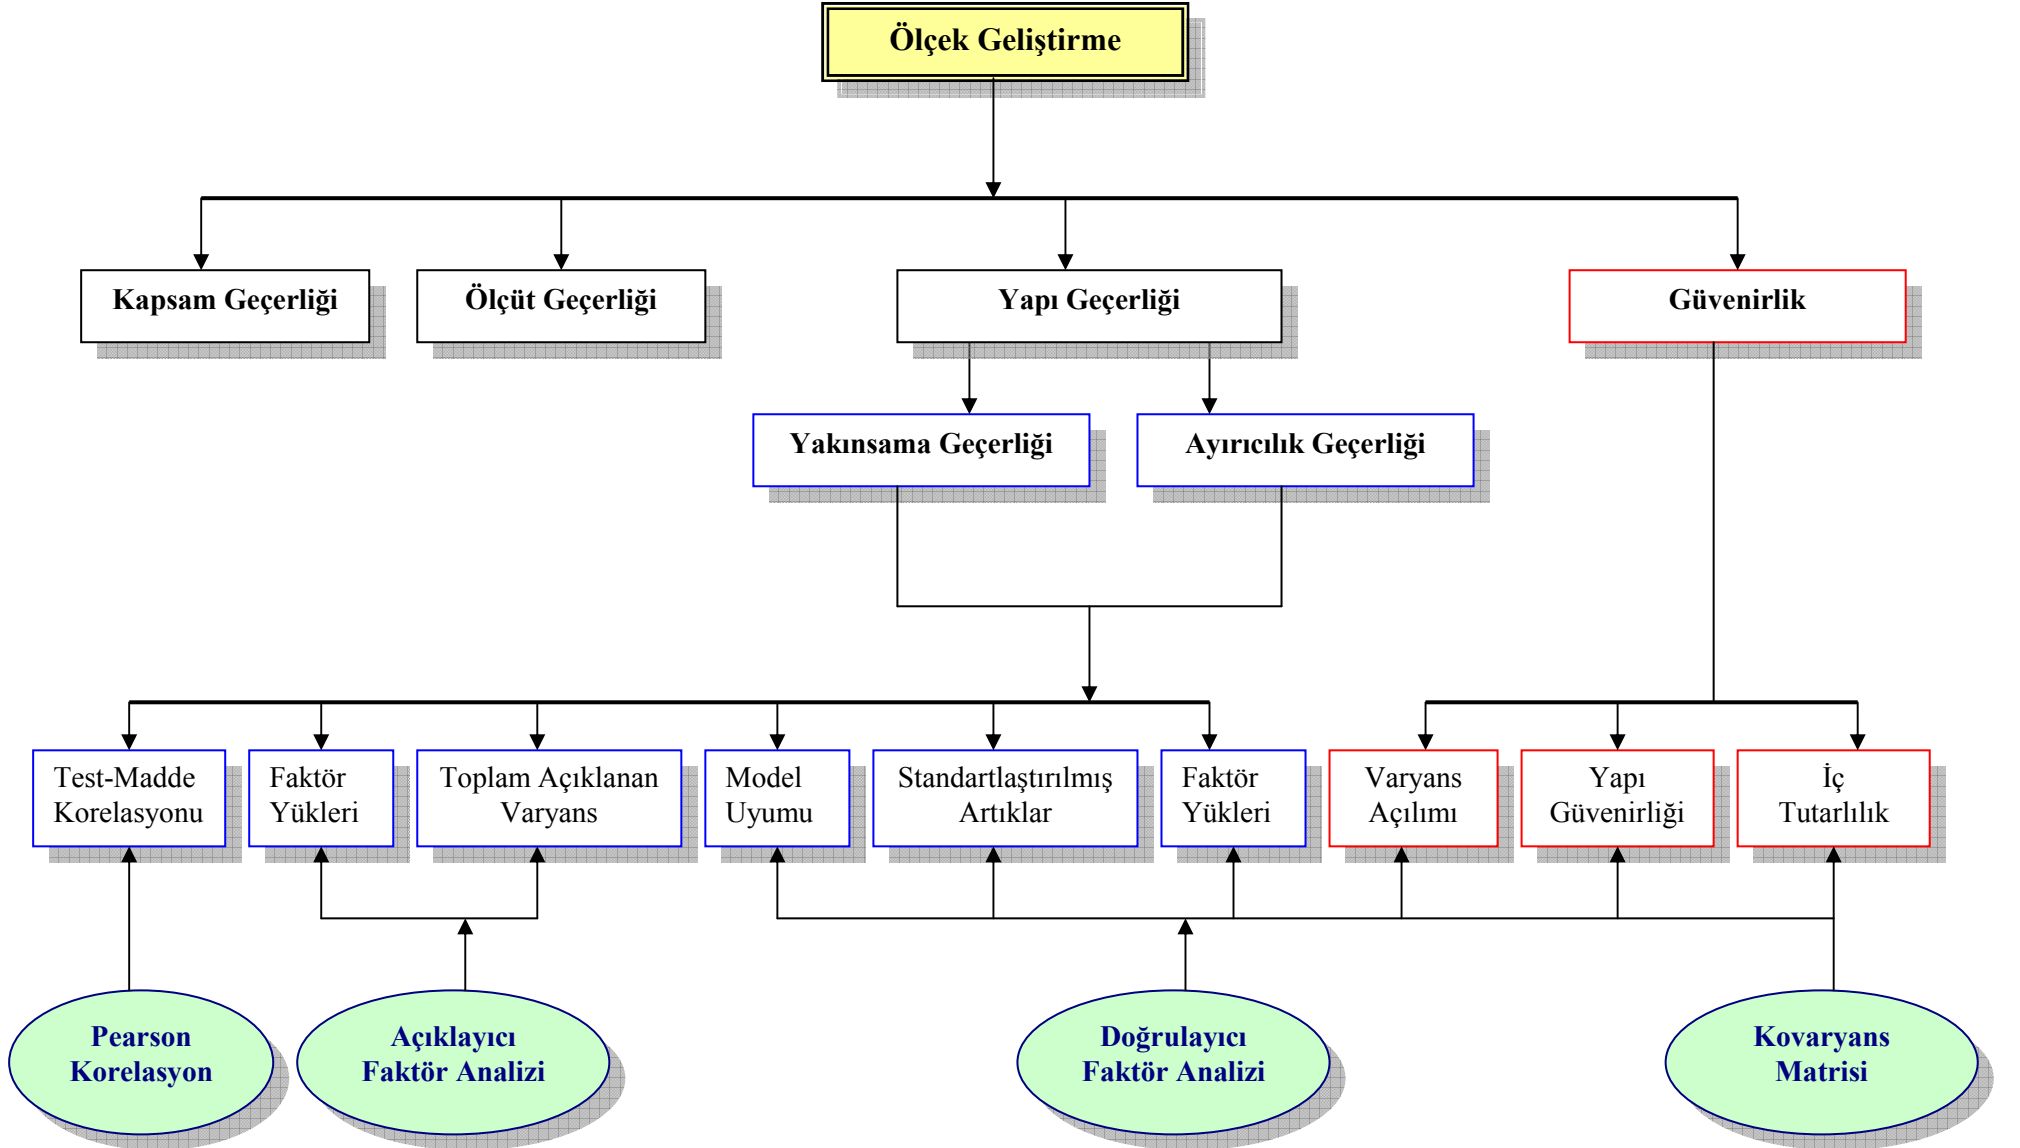 Ölçek Geliştirme
Kapsam Geçerliği
Ölçüt Geçerliği
Yapı Geçerliği
Güvenirlik
Yakınsama Geçerliği
Ayırıcılık Geçerliği
Test-Madde
Korelasyonu
Faktör
Yükleri
Toplam Açıklanan
Varyans
Model
Uyumu
Standartlaştırılmış
Artıklar
Faktör
Yükleri
Varyans
Açılımı
Yapı
Güvenirliği
İç
Tutarlılık
Pearson
Korelasyon
Açıklayıcı
Faktör Analizi
Doğrulayıcı
Faktör Analizi
Kovaryans
Matrisi